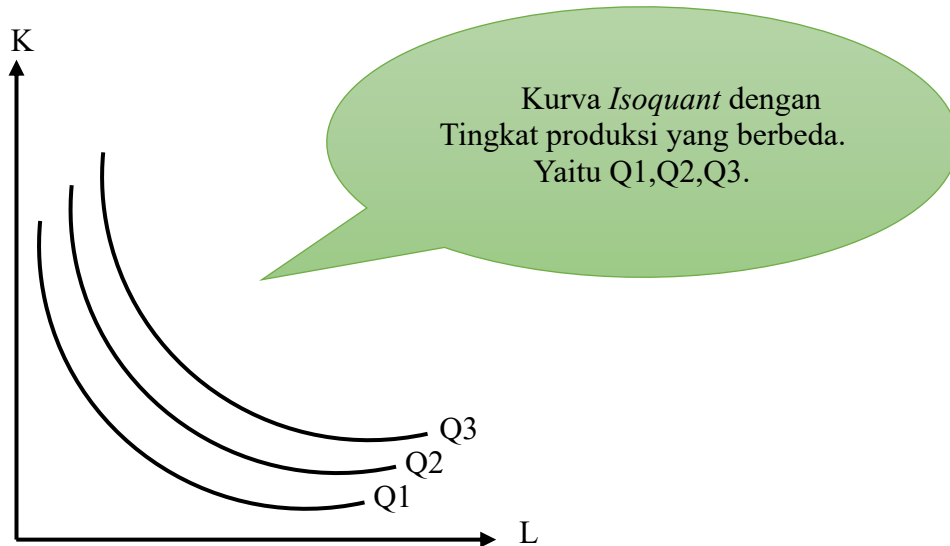 K
Kurva Isoquant dengan
Tingkat produksi yang berbeda.
Yaitu Q1,Q2,Q3.
Q3
Q2
Q1
L